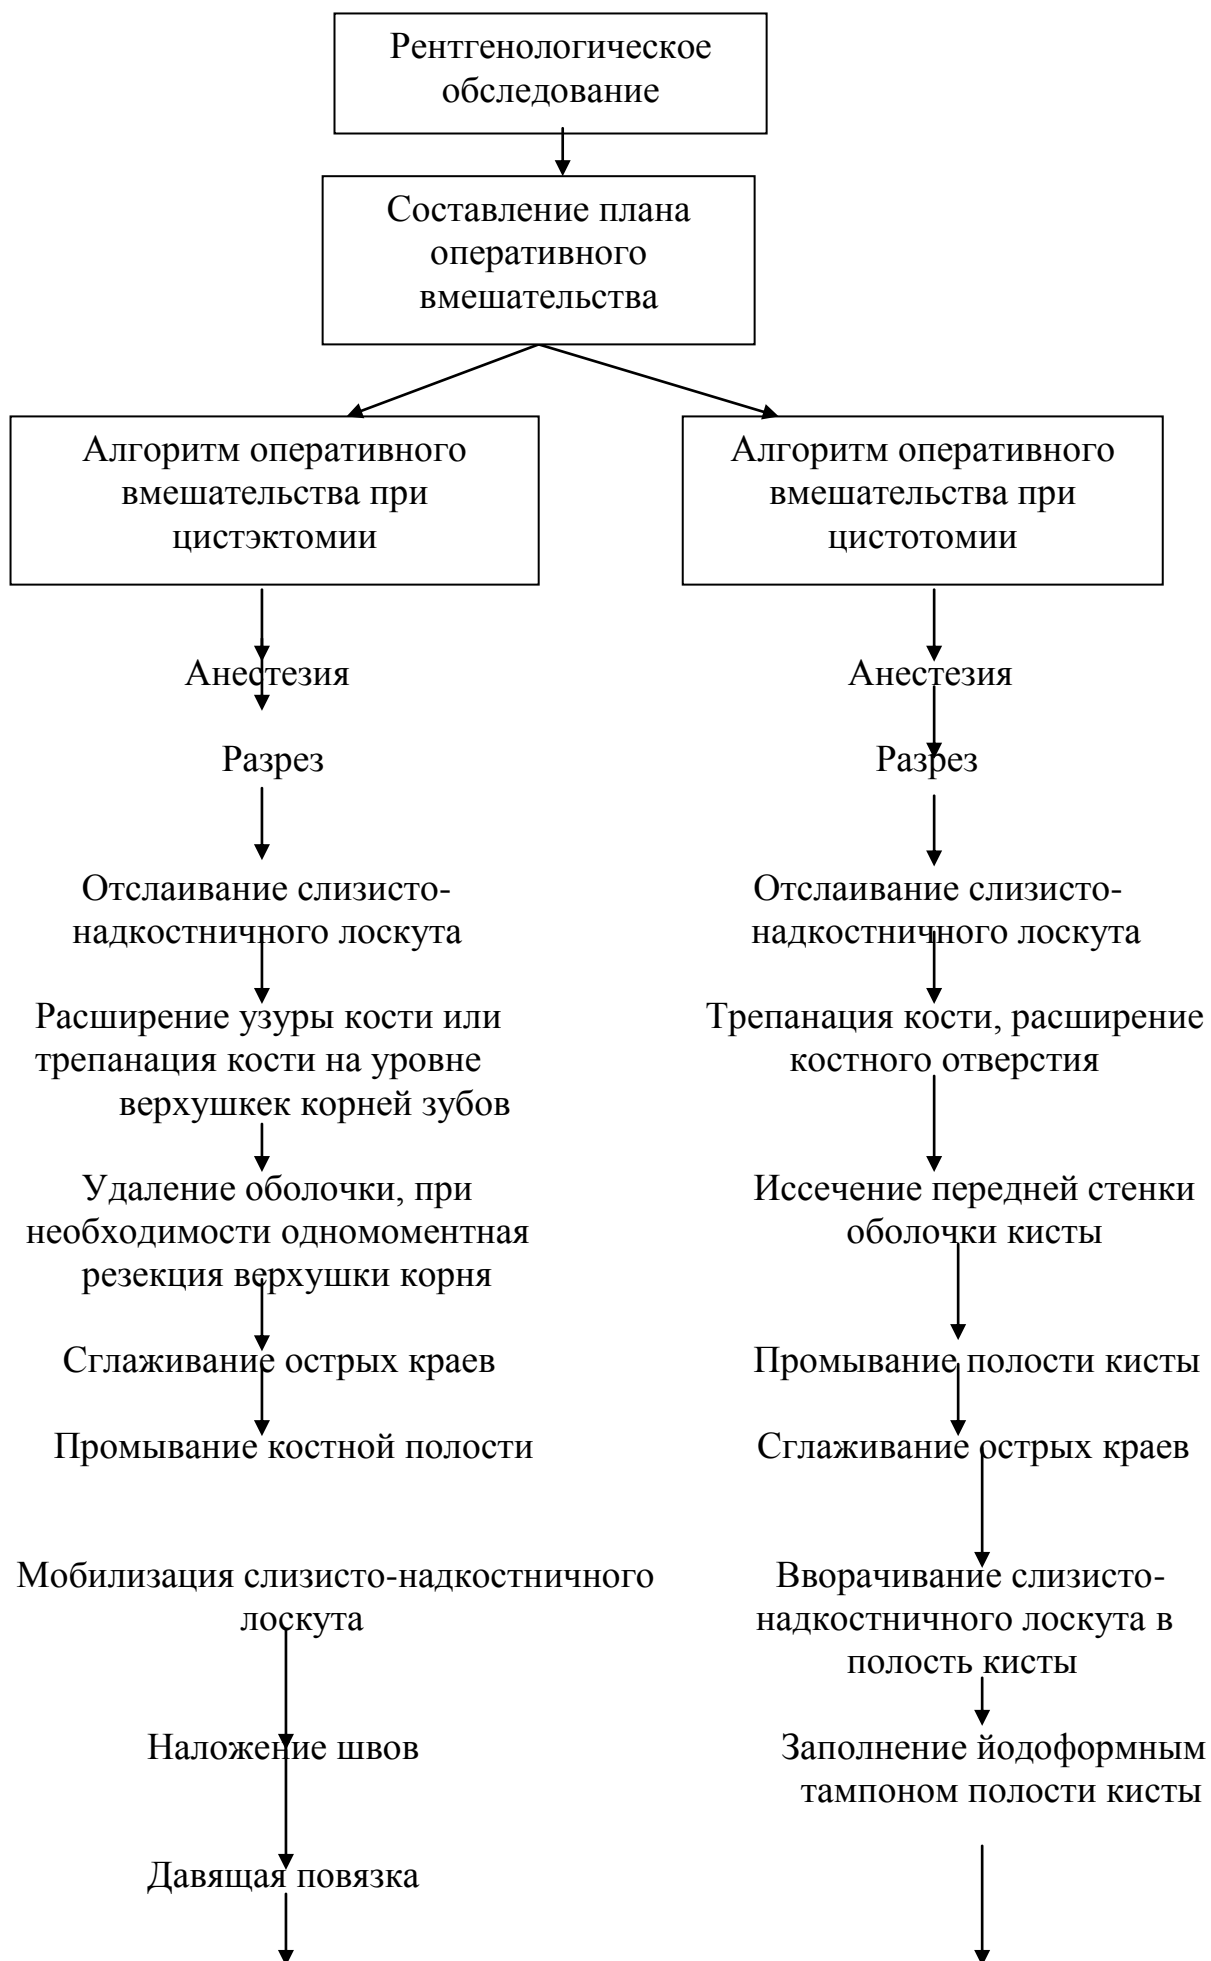 Рентгенологическое
обследование
Составление плана
оперативного
вмешательства
Алгоритм оперативного
вмешательства при
цистэктомии
Анестезия
Разрез
Отслаивание слизисто-
надкостничного лоскута
Расширение узуры кости или
трепанация кости на уровне
верхушкек корней зубов
Удаление оболочки, при
необходимости одномоментная
резекция верхушки корня
Сглаживание острых краев
Промывание костной полости
Мобилизация слизисто-надкостничного
лоскута
Наложение швов
Давящая повязка
Алгоритм оперативного
вмешательства при
цистотомии
Анестезия
Разрез
Отслаивание слизисто-
надкостничного лоскута
Трепанация кости, расширение
костного отверстия
Иссечение передней стенки
оболочки кисты
Промывание полости кисты
Сглаживание острых краев
Вворачивание слизисто-
надкостничного лоскута в
полость кисты
Заполнение йодоформным
тампоном полости кисты